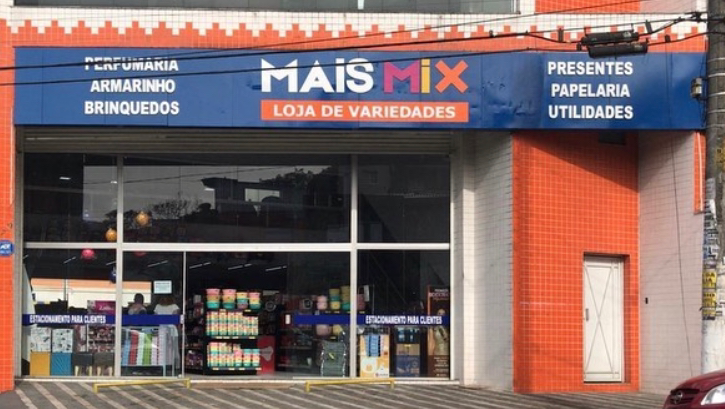 PERFUMARIA
ARMARINHO
BRINQUEDOS
MAIS MiX
LOJA DE VARIEDADES
PRESENTES
PAPELARIA
UTILIDADES
ESTACIONAMENTO PARA CLIENTES
ESTACIONAMENTO PARA CLIENTES